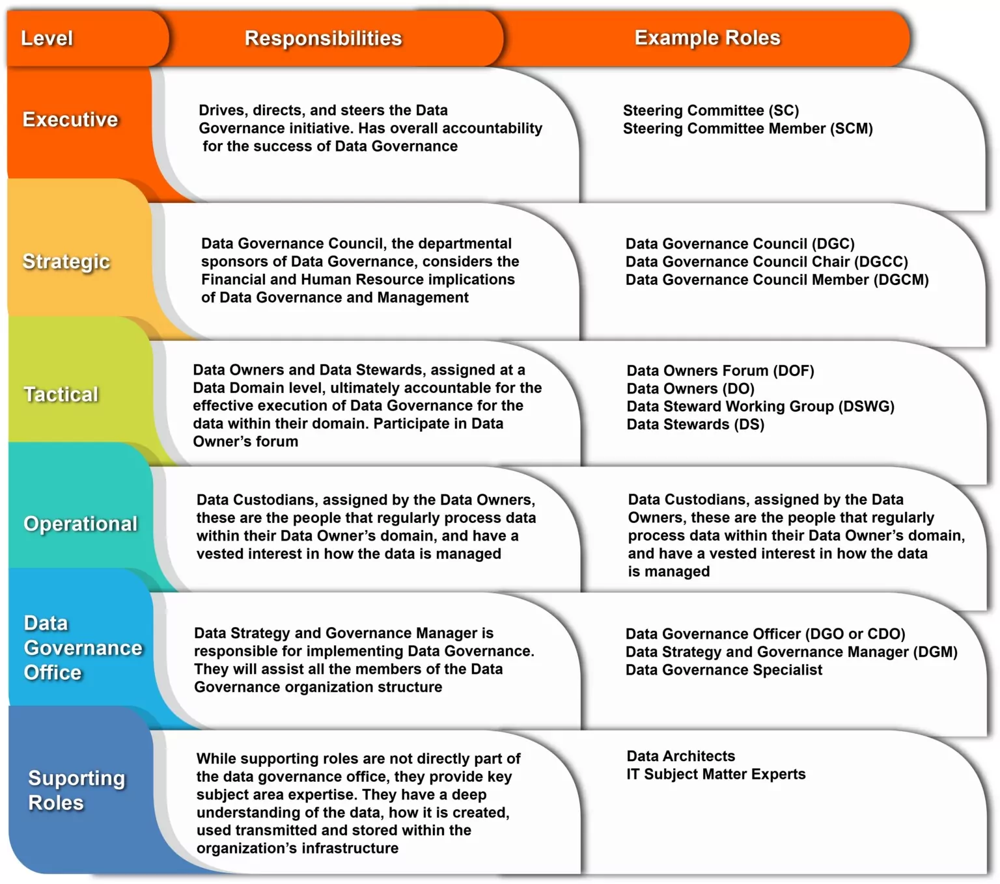 Level
Responsibilities
Example Roles
Executive
Drives, directs, and steers the Data
Governance initiative. Has overall accountability
for the success of Data Governance
Steering Committee (SC)
Steering Committee Member (SCM)
Strategic
Data Governance Council, the departmental
sponsors of Data Governance, considers the
Financial and Human Resource implications
of Data Governance and Management
Data Governance Council (DGC)
Data Governance Council Chair (DGCC)
Data Governance Council Member (DGCM)
Tactical
Data Owners and Data Stewards, assigned at a
Data Domain level, ultimately accountable for the
effective execution of Data Governance for the
data within their domain. Participate in Data
Owner’s forum
Data Owners Forum (DOF)
Data Owners (DO)
Data Steward Working Group (DSWG)
Data Stewards (DS)
Operational
Data Custodians, assigned by the Data Owners,
these are the people that regularly process data
within their Data Owner’s domain, and have a
vested interest in how the data is managed
Data Custodians, assigned by the Data
Owners, these are the people that regularly
process data within their Data Owner’s domain,
and have a vested interest in how the data
is managed
Data
Governance
Office
Data Strategy and Governance Manager is
responsible for implementing Data Governance.
They will assist all the members of the Data
Governance organization structure
Data Governance Officer (DGO or CDO)
Data Strategy and Governance Manager (DGM)
Data Governance Specialist
Suporting
Roles
While supporting roles are not directly part of
the data governance office, they provide key
subject area expertise. They have a deep
understanding of the data, how it is created,
used transmitted and stored within the
organization’s infrastructure
Data Architects
IT Subject Matter Experts